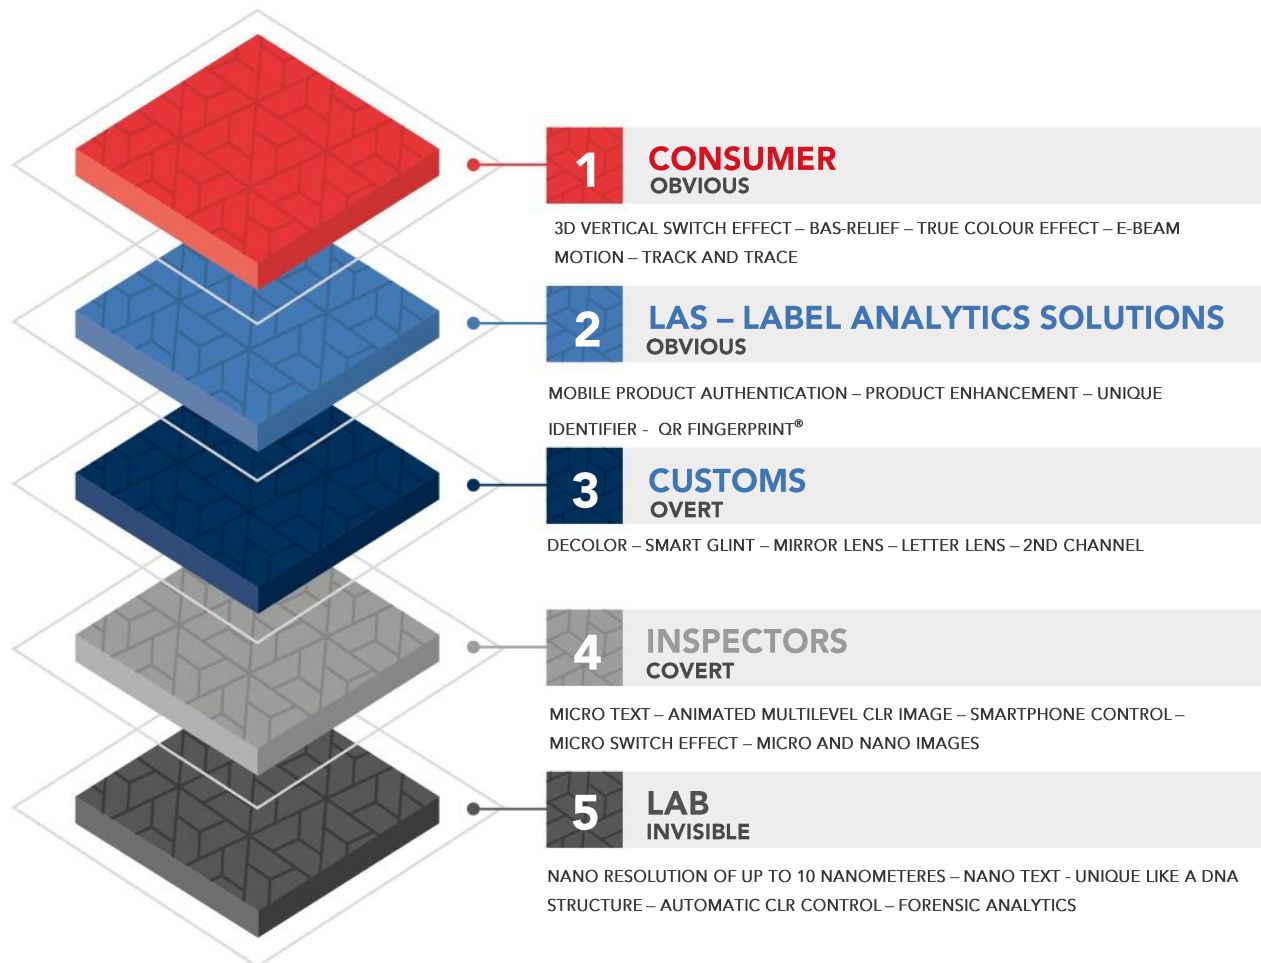 1
CONSUMER
OBVIOUS
3D VERTICAL SWITCH EFFECT – BAS-RELIEF – TRUE COLOUR EFFECT – E-BEAM
MOTION – TRACK AND TRACE
2
LAS – LABEL ANALYTICS SOLUTIONS
OBVIOUS
MOBILE PRODUCT AUTHENTICATION – PRODUCT ENHANCEMENT – UNIQUE
IDENTIFIER - QR FINGERPRINT®
3
CUSTOMS
OVERT
DECOLOR – SMART GLINT – MIRROR LENS – LETTER LENS – 2ND CHANNEL
4
INSPECTORS
COVERT
MICRO TEXT – ANIMATED MULTILEVEL CLR IMAGE – SMARTPHONE CONTROL –
MICRO SWITCH EFFECT – MICRO AND NANO IMAGES
5
LAB
INVISIBLE
NANO RESOLUTION OF UP TO 10 NANOMETERES – NANO TEXT - UNIQUE LIKE A DNA
STRUCTURE – AUTOMATIC CLR CONTROL – FORENSIC ANALYTICS